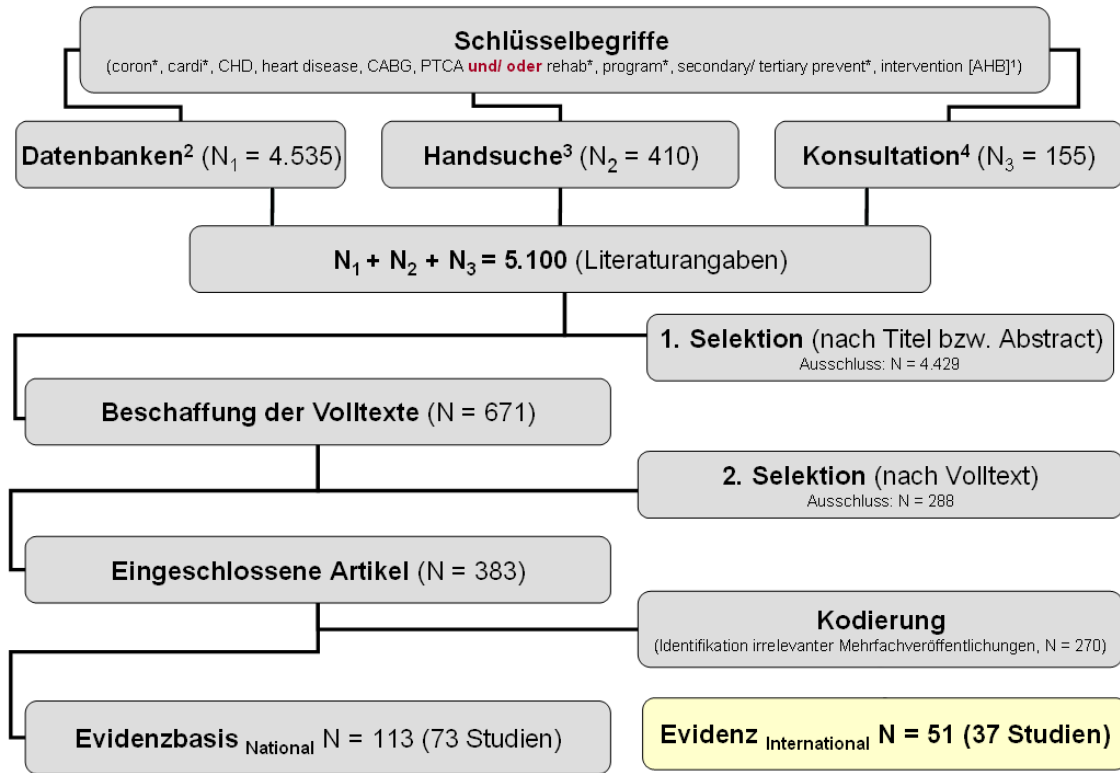 Schlüsselbegriffe
(coron*, cardi*, CHD, heart disease, CABG, PTCA und/ oder rehab*, program*, secondary/ tertiary prevent*, intervention [AHB]¹)
Datenbanken² (N₁ = 4.535)
Handsuche³ (N₂ = 410)
Konsultation⁴ (N₃ = 155)
N₁ + N₂ + N₃ = 5.100 (Literaturangaben)
1. Selektion (nach Titel bzw. Abstract)
Ausschluss: N = 4.429
Beschaffung der Volltexte (N = 671)
2. Selektion (nach Volltext)
Ausschluss: N = 288
Eingeschlossene Artikel (N = 383)
Kodierung
(Identifikation irrelevanter Mehrfachveröffentlichungen, N = 270)
Evidenzbasis National N = 113 (73 Studien)
Evidenz International N = 51 (37 Studien)